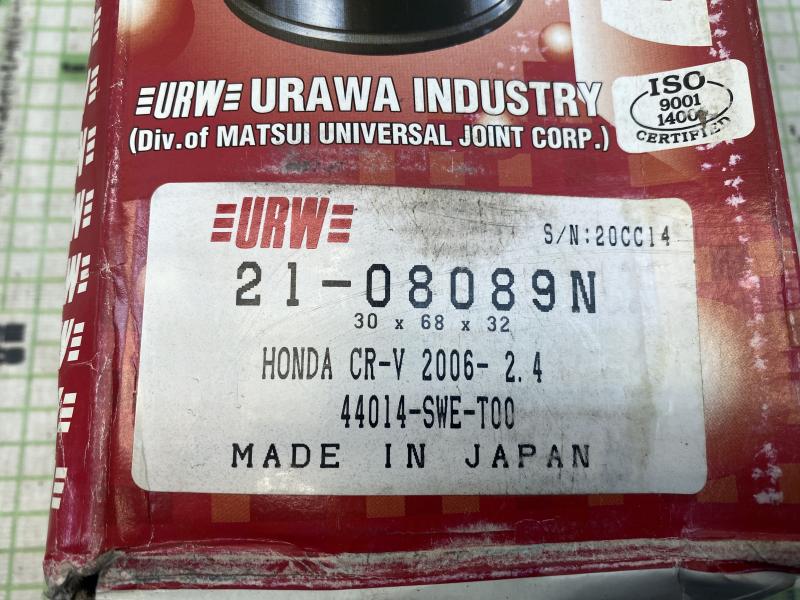 URW URAWA INDUSTRY
(Div.of MATSUI UNIVERSAL JOINT CORP.)
ISO
9001
CERTIFIED
URW
S/N:20CC14
21-08089N
30 x 68 x 32
HONDA CR-V 2006- 2.4
44014-SWE-T00
MADE IN JAPAN